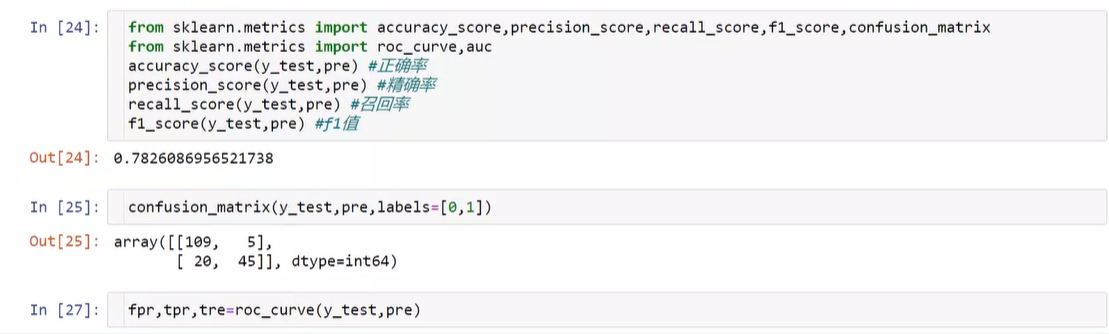 In [24]: from sklearn.metrics import accuracy_score,precision_score,recall_score,f1_score,confusion_matrix
from sklearn.metrics import roc_curve,auc
accuracy_score(y_test,pre) #正确率
precision_score(y_test,pre) #精确率
recall_score(y_test,pre) #召回率
f1_score(y_test,pre) #f1值
Out[24]: 0.7826086956521738
In [25]: confusion_matrix(y_test,pre,labels=[0,1])
Out[25]: array([[109,   5],
       [ 20,  45]], dtype=int64)
In [27]: fpr,tpr,tre=roc_curve(y_test,pre)